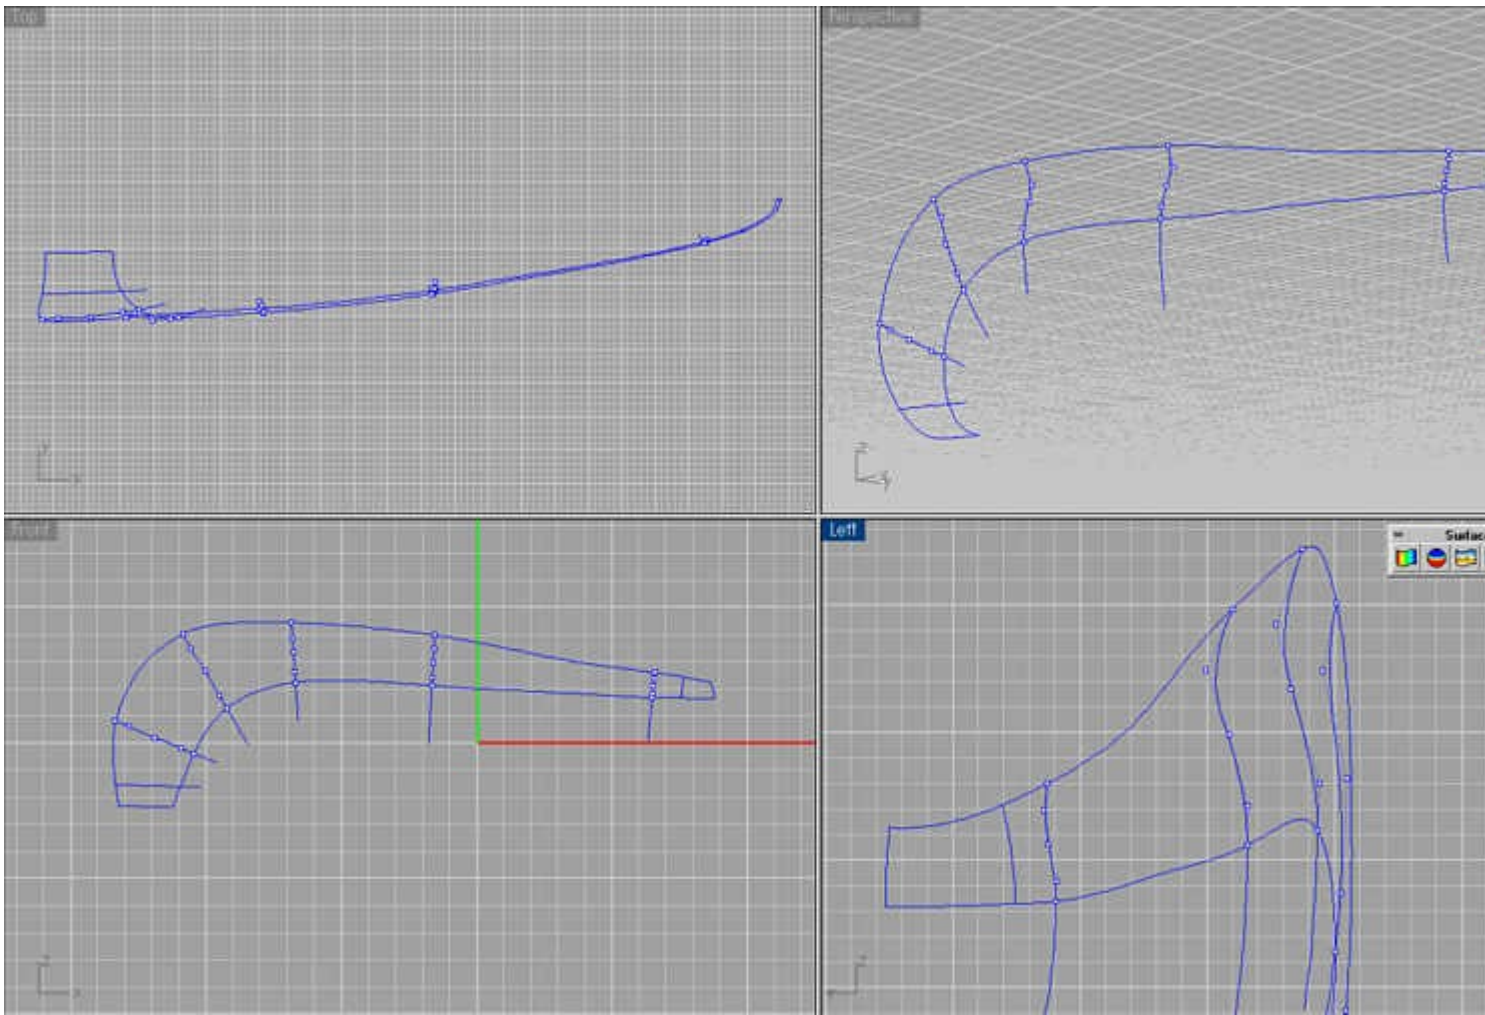 Top
Perspective
Front
Left
Surfac
z
x
z